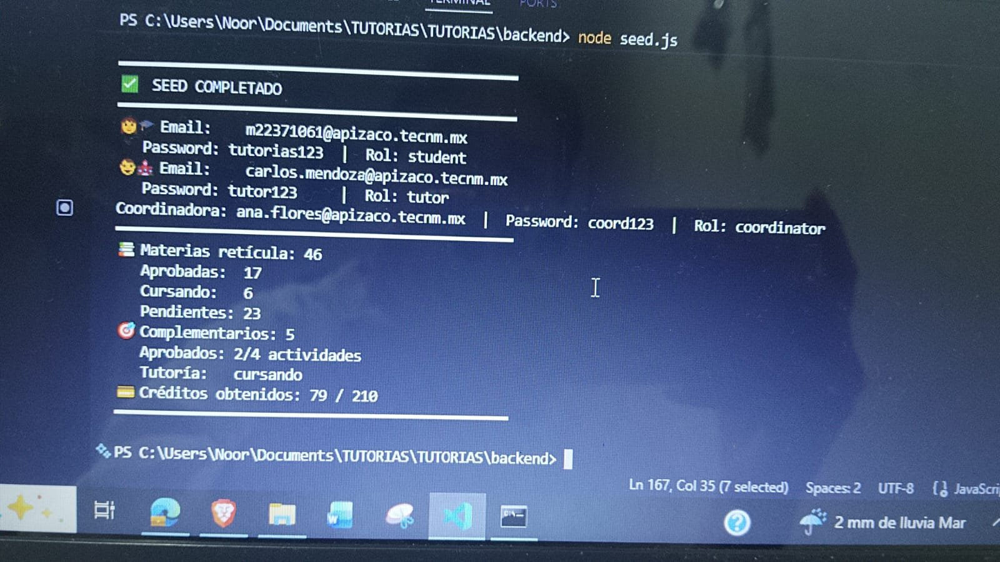 TERMINAL
PORTS
PS C:\Users\Noor\Documents\TUTORIAS\TUTORIAS\backend> node seed.js
SEED COMPLETADO
Email: m22371061@apizaco.tecnm.mx
Password: tutorias123 | Rol: student
Email: carlos.mendoza@apizaco.tecnm.mx
Password: tutor123 | Rol: tutor
Coordinadora: ana.flores@apizaco.tecnm.mx | Password: coord123 | Rol: coordinator
Materias retícula: 46
Aprobadas: 17
Cursando: 6
Pendientes: 23
Complementarios: 5
Aprobados: 2/4 actividades
Tutoría: cursando
Créditos obtenidos: 79 / 210
PS C:\Users\Noor\Documents\TUTORIAS\TUTORIAS\backend>
Ln 167, Col 35 (7 selected) Spaces: 2 UTF-8 {} JavaScri
2 mm de lluvia Mar